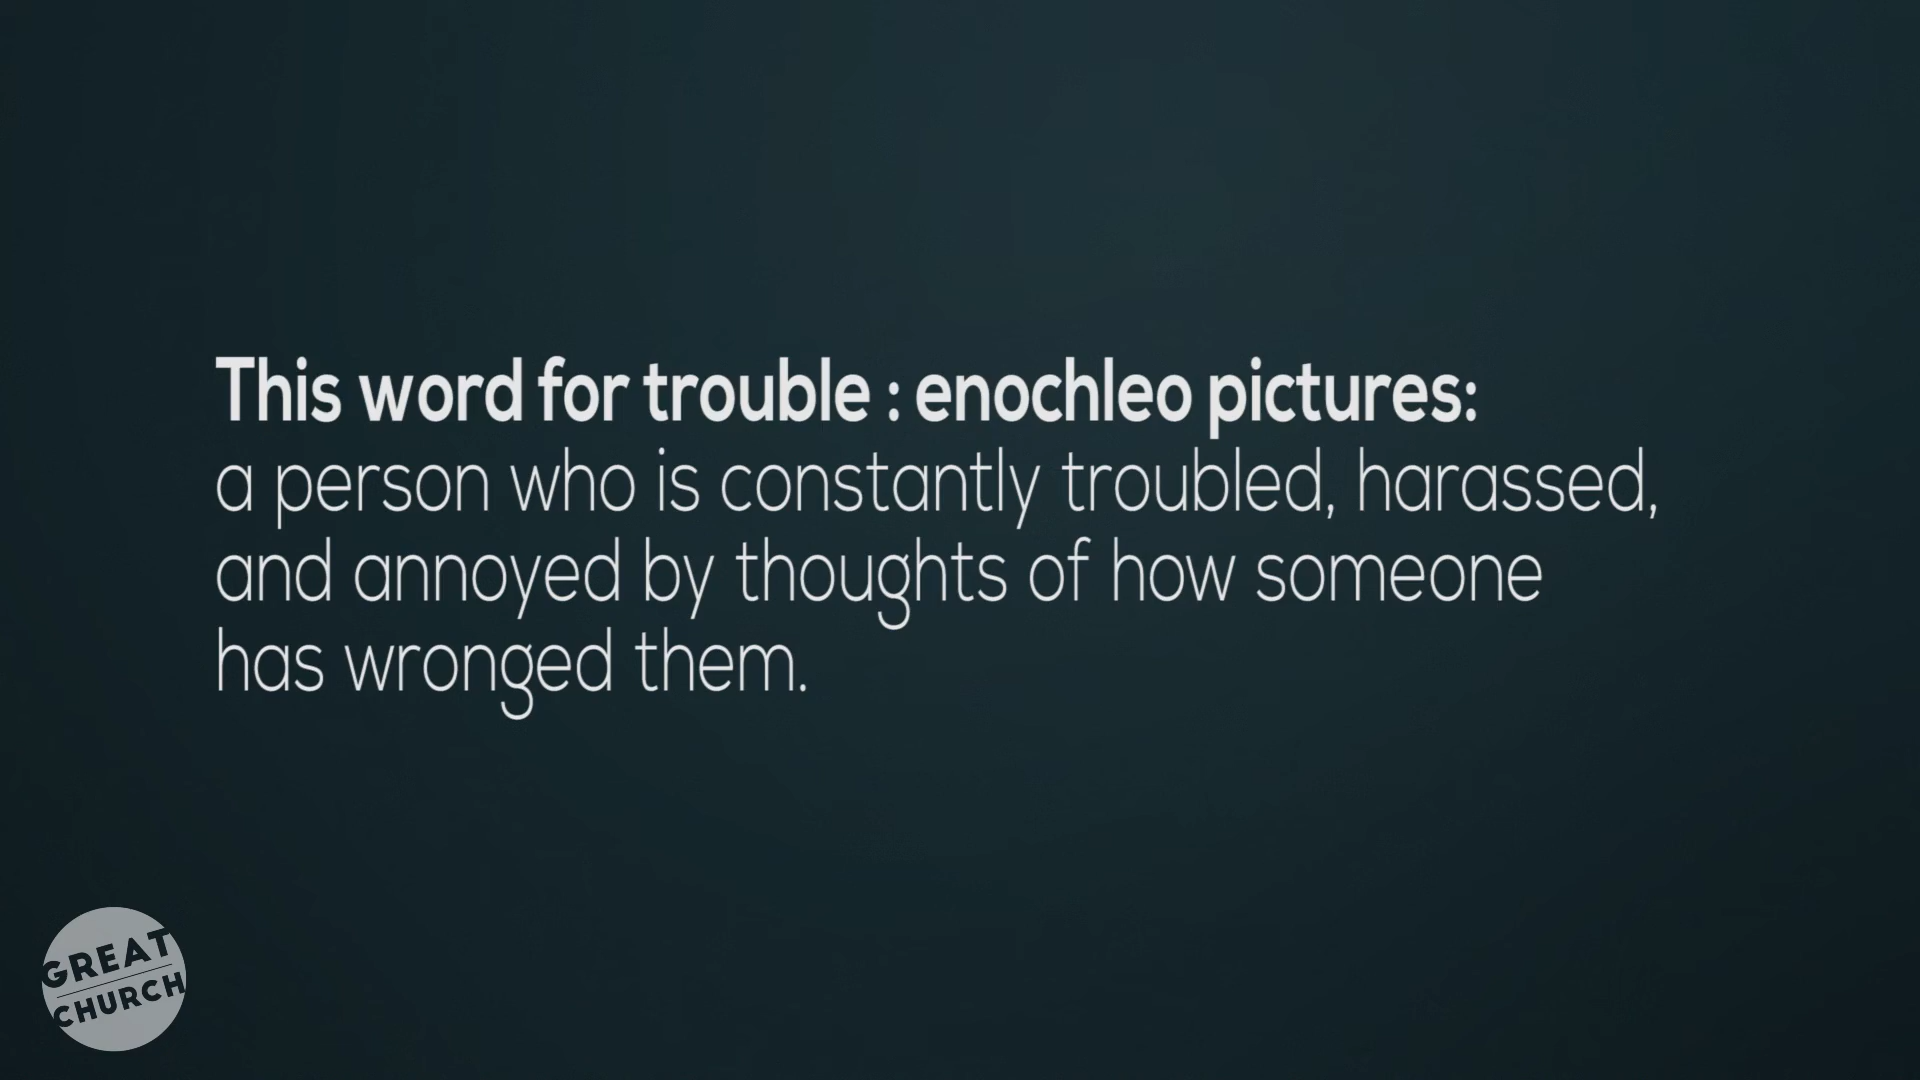 This word for trouble : enochleo pictures:
a person who is constantly troubled, harassed,
and annoyed by thoughts of how someone
has wronged them.
GREAT
CHURCH